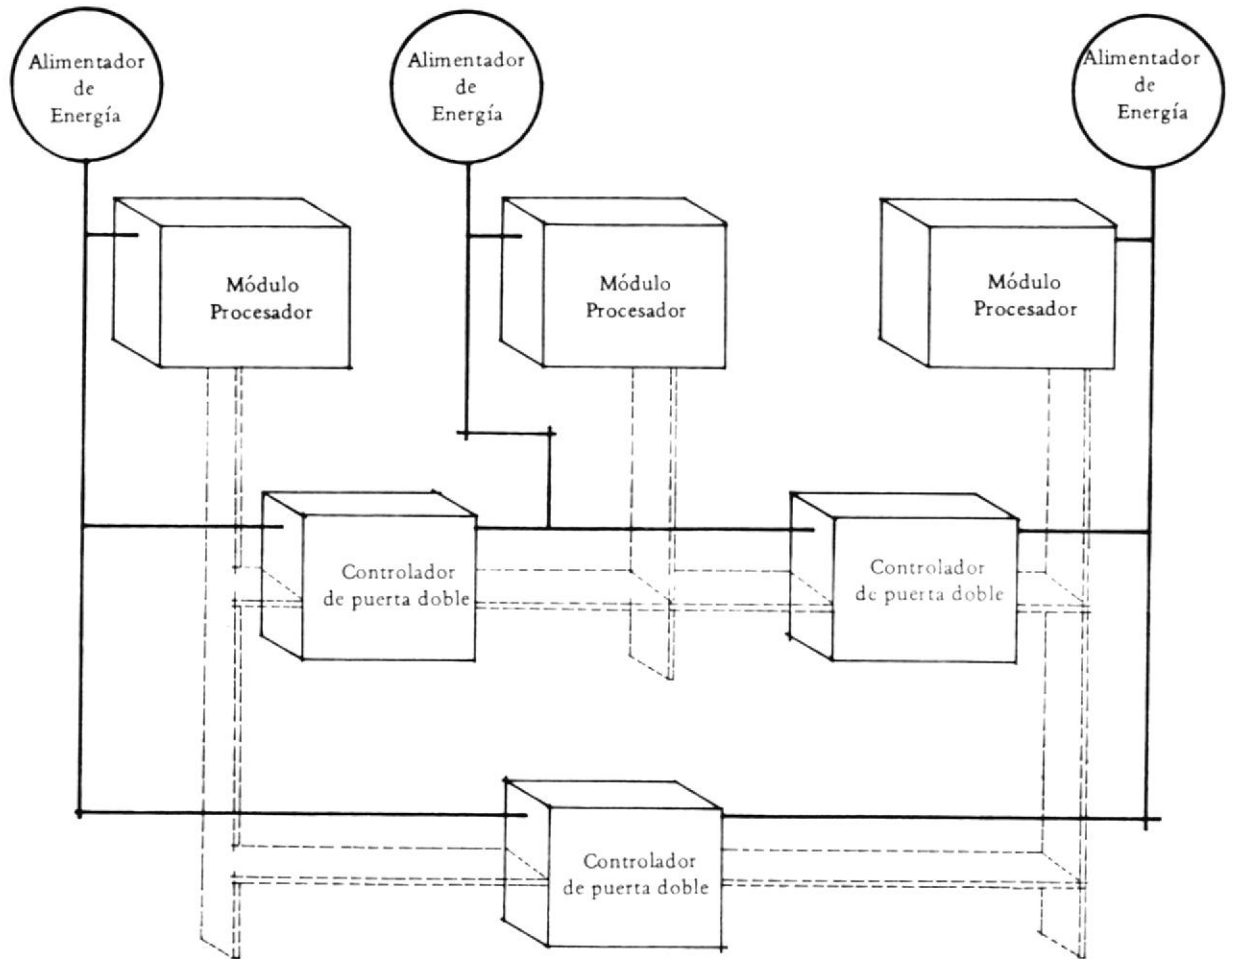 Alimentador
de
Energía
Alimentador
de
Energía
Alimentador
de
Energía
Módulo
Procesador
Módulo
Procesador
Módulo
Procesador
Controlador
de puerta doble
Controlador
de puerta doble
Controlador
de puerta doble